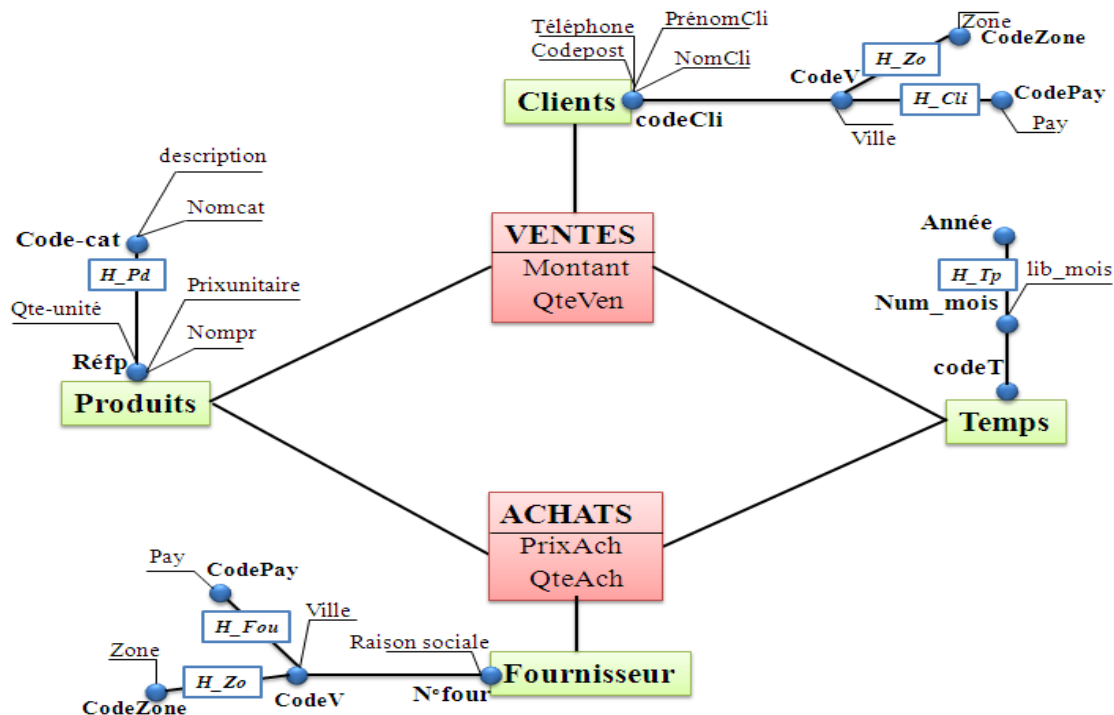 Zone
Téléphone
PrénomCli
CodeZone
Codepost
NomCli
H_Zo
CodeV
Clients
H_Cli
CodePay
codeCli
Ville
Pay
description
Nomcat
Code-cat
VENTES
Montant
QteVen
Année
H_Pd
Prixunitaire
H_Tp
lib_mois
Qte-unité
Num_mois
Nompr
Réfp
codeT
Produits
Temps
ACHATS
PrixAch
QteAch
Pay
CodePay
Ville
H_Fou
Raison sociale
Zone
H_Zo
Fournisseur
CodeZone
CodeV
N°four